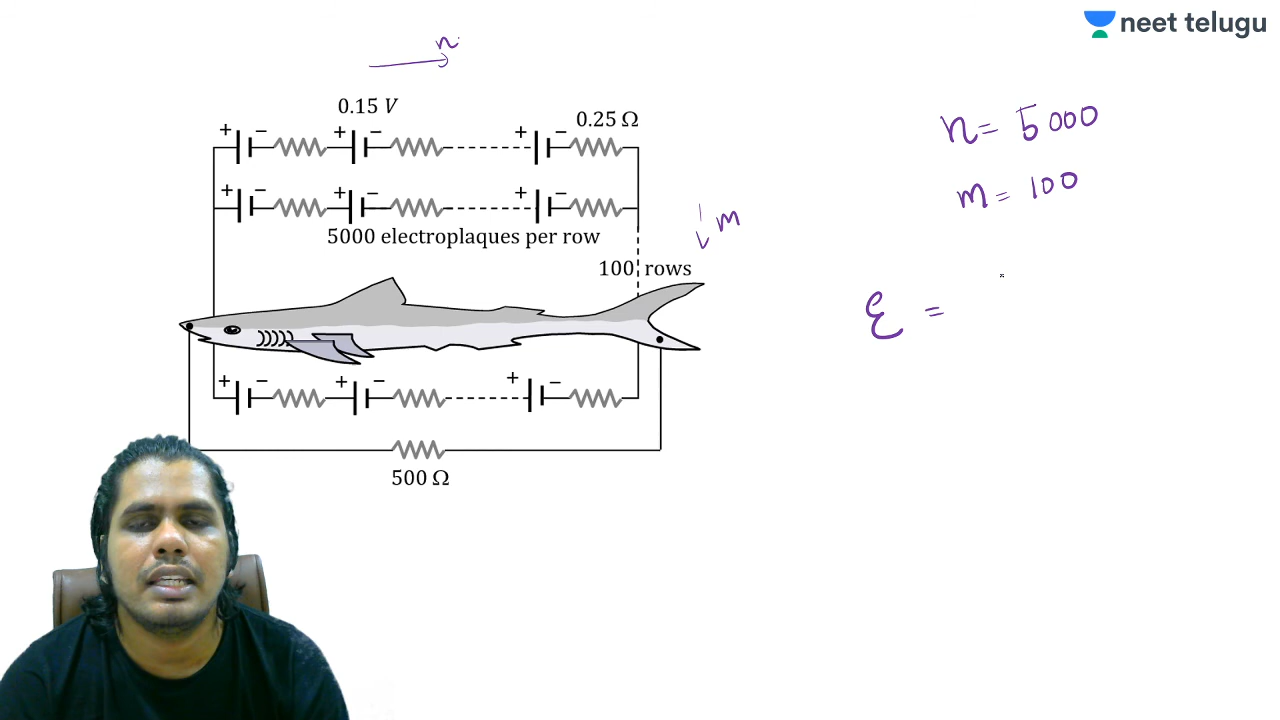 neet telugu
n
0.15 V
0.25 Ω
+ − + − + −
+ − + − + −
5000 electroplaques per row
m
100 rows
+ − + − + −
500 Ω
n = 5000
m = 100
ε =